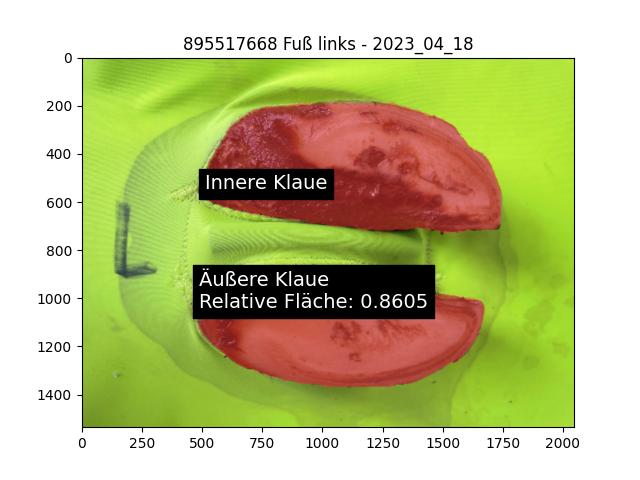 895517668 Fuß links - 2023_04_18
0
200
400
600
800
1000
1200
1400
Innere Klaue
L
Äußere Klaue
Relative Fläche: 0.8605
0 250 500 750 1000 1250 1500 1750 2000